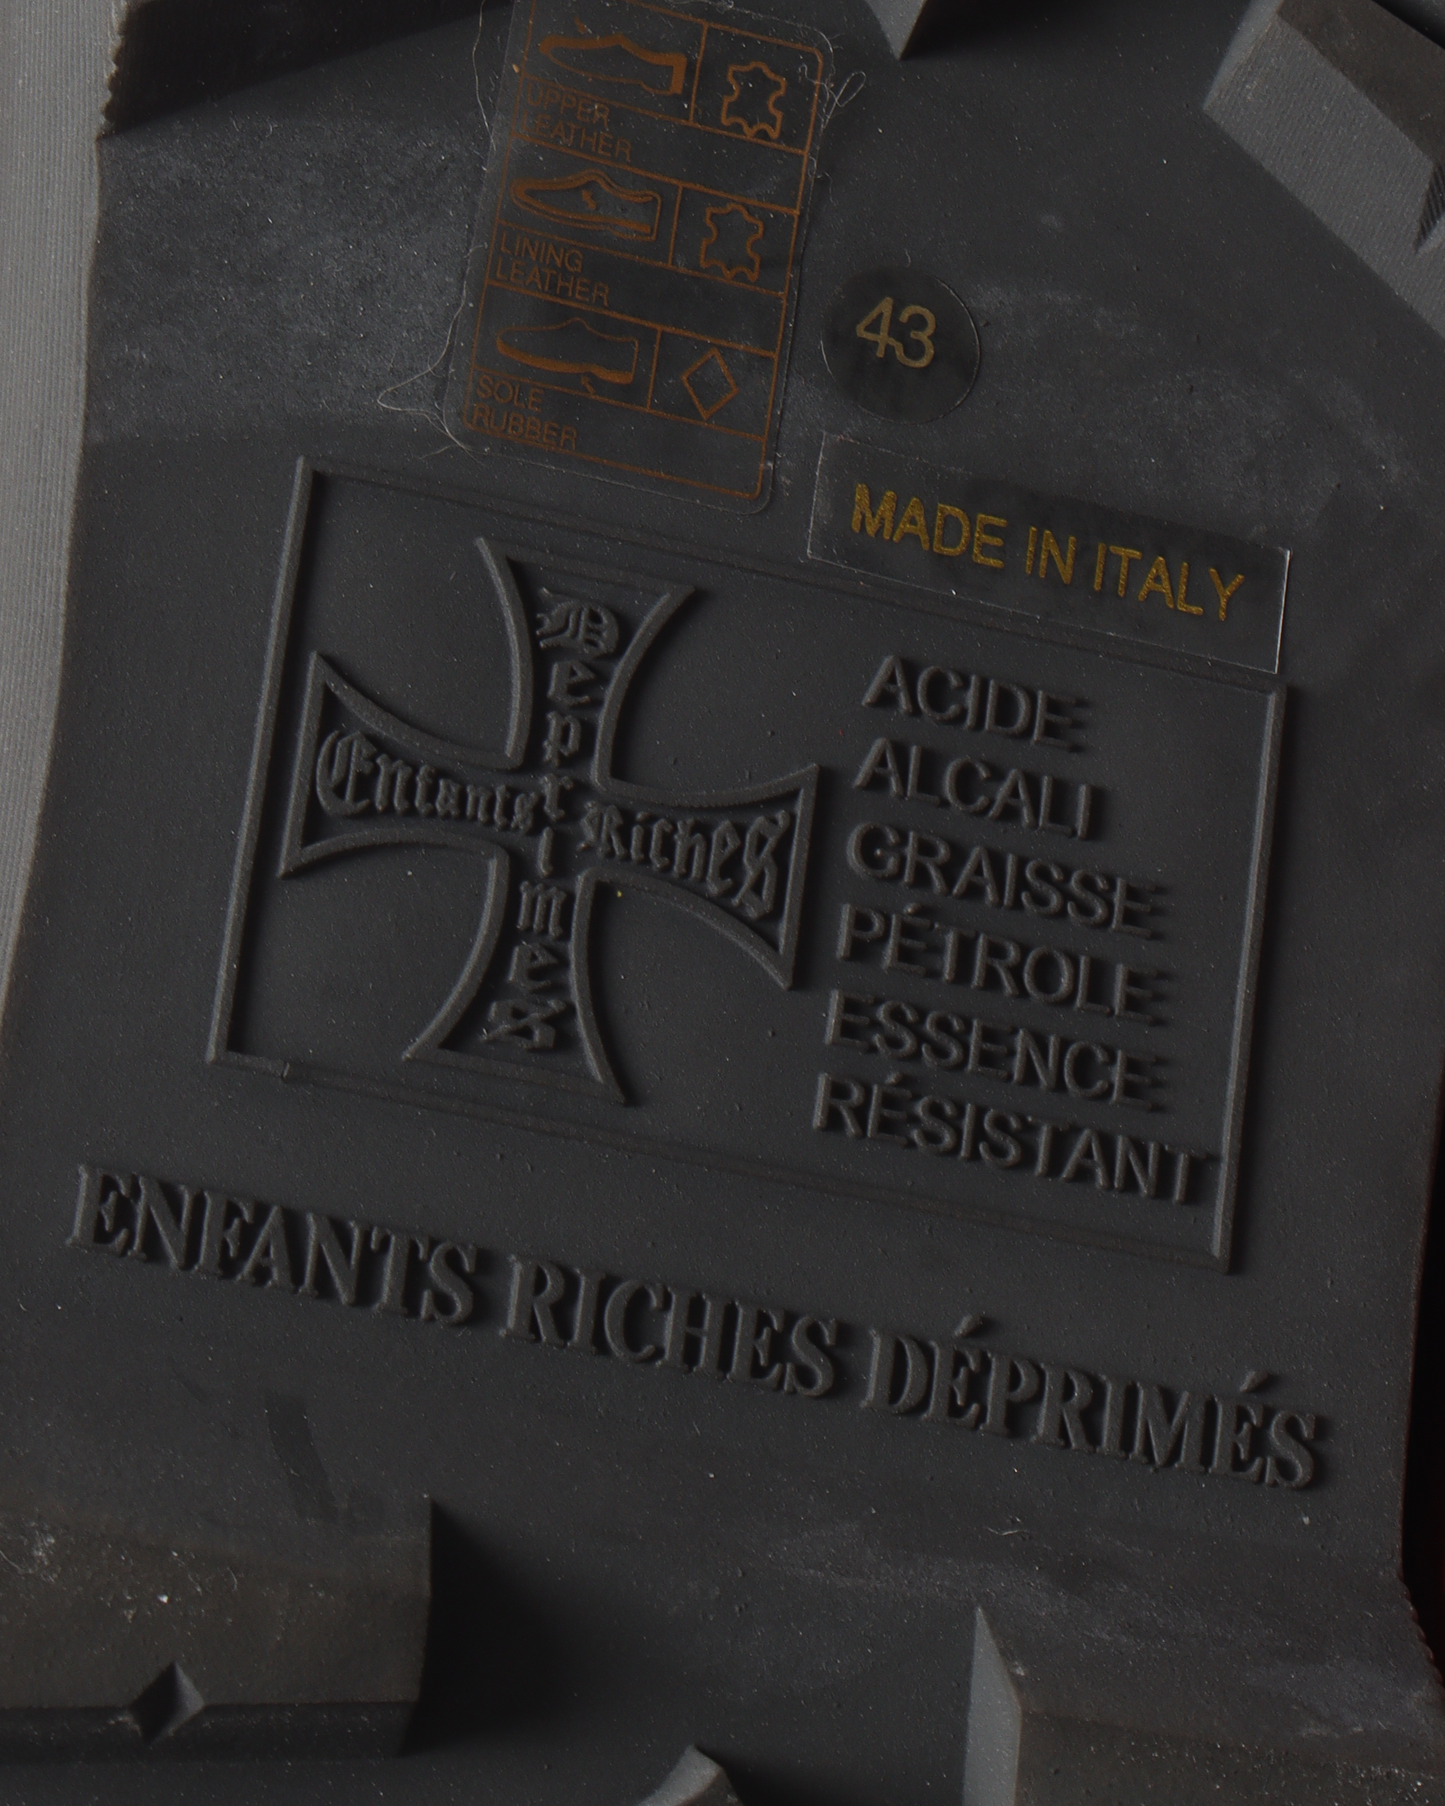 UPPER
LEATHER
LINING
LEATHER
SOLE
RUBBER
43
MADE IN ITALY
Deprimes
Enfants Riches
ACIDE
ALCALI
GRAISSE
PÉTROLE
ESSENCE
RÉSISTANT
ENFANTS RICHES DÉPRIMÉS